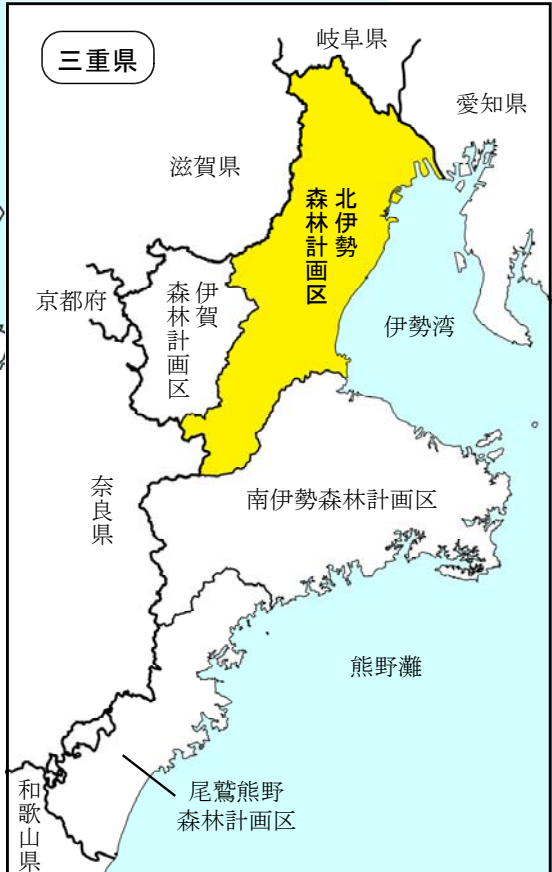 三重県
岐阜県
愛知県
滋賀県
北伊勢
森林計画区
京都府
伊賀
森林計画区
伊勢湾
奈良県
南伊勢森林計画区
熊野灘
尾鷲熊野
森林計画区
和歌山県